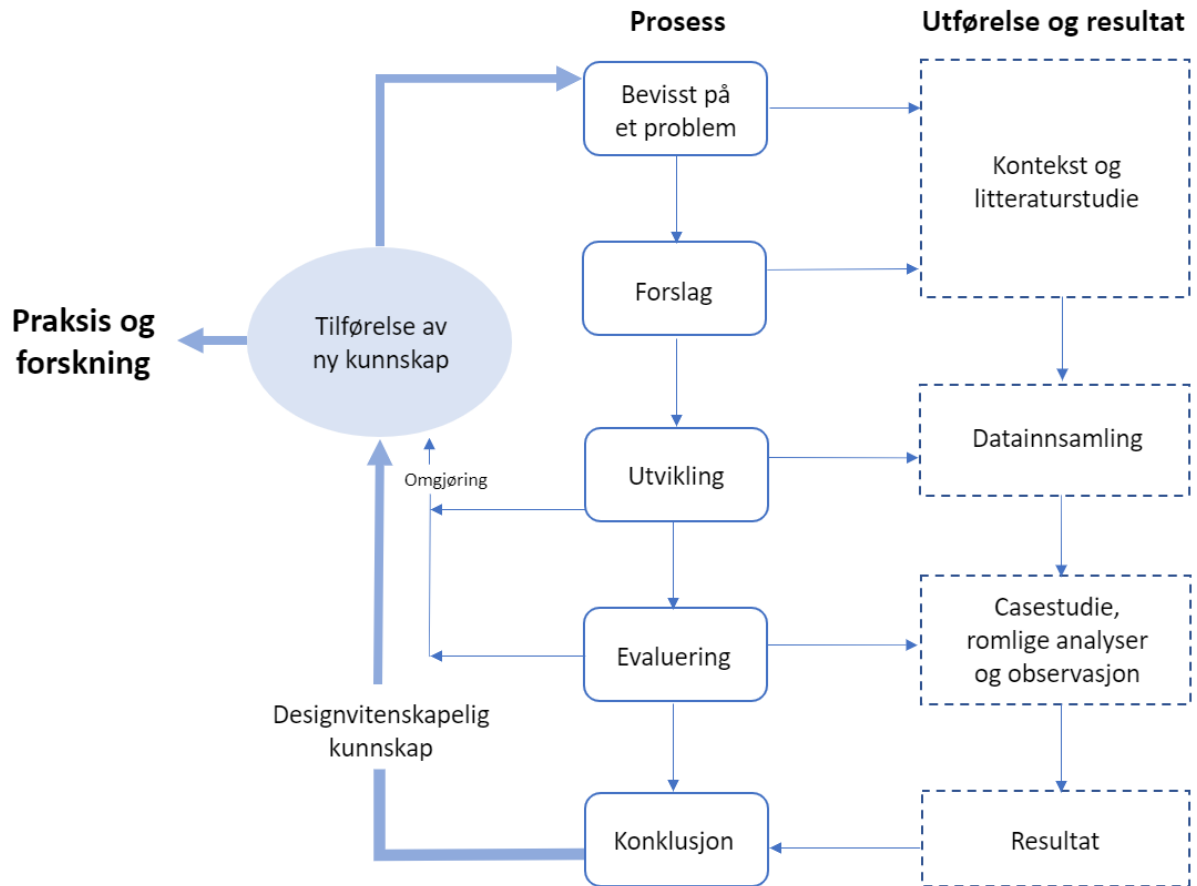 Prosess
Utførelse og resultat
Bevisst på
et problem
Kontekst og
litteraturstudie
Forslag
Praksis og
forskning
Tilførelse av
ny kunnskap
Datainnsamling
Utvikling
Omgjøring
Casestudie,
romlige analyser
og observasjon
Evaluering
Designvitenskapelig
kunnskap
Konklusjon
Resultat